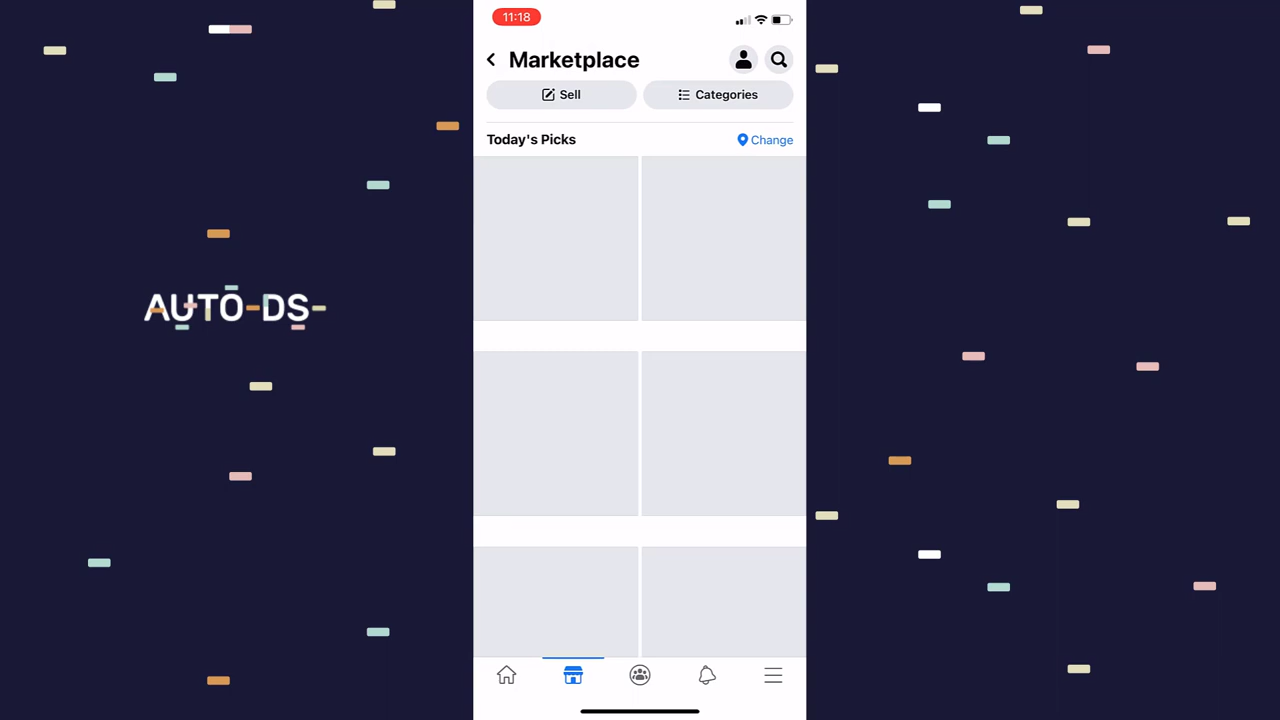 11:18
Marketplace
Sell
Categories
Today's Picks
Change
AUTO-DS-